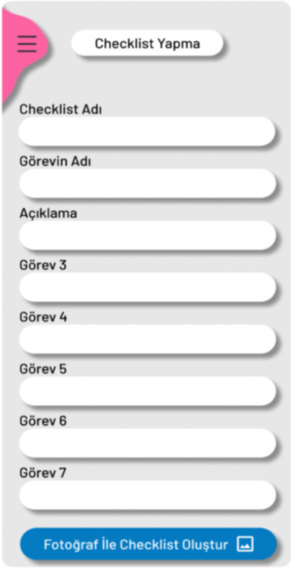 Checklist Yapma
Checklist Adı
Görevin Adı
Açıklama
Görev 3
Görev 4
Görev 5
Görev 6
Görev 7
Fotoğraf İle Checklist Oluştur